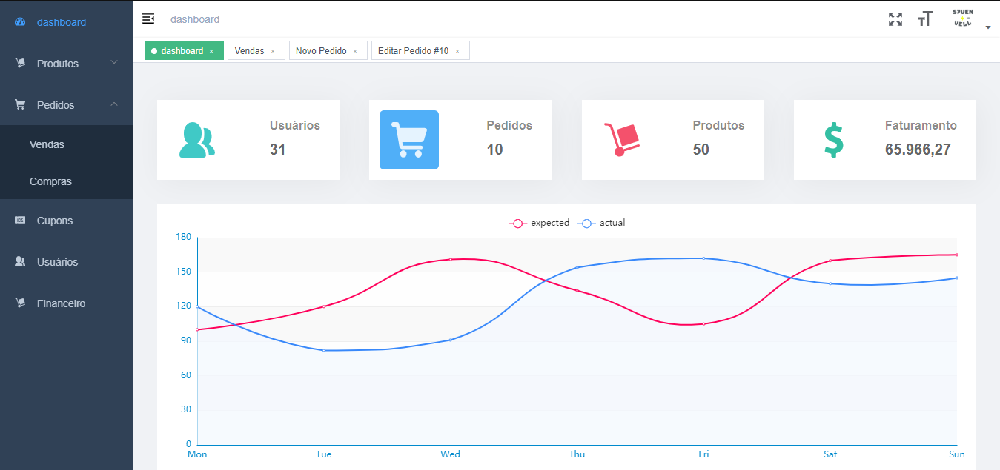 dashboard
Produtos
Pedidos
Vendas
Compras
Cupons
Usuários
Financeiro
dashboard
dashboard × Vendas × Novo Pedido × Editar Pedido #10 ×
Usuários
31
Pedidos
10
Produtos
50
Faturamento
65.966,27
expected actual
180
150
120
90
60
30
0
Mon Tue Wed Thu Fri Sat Sun